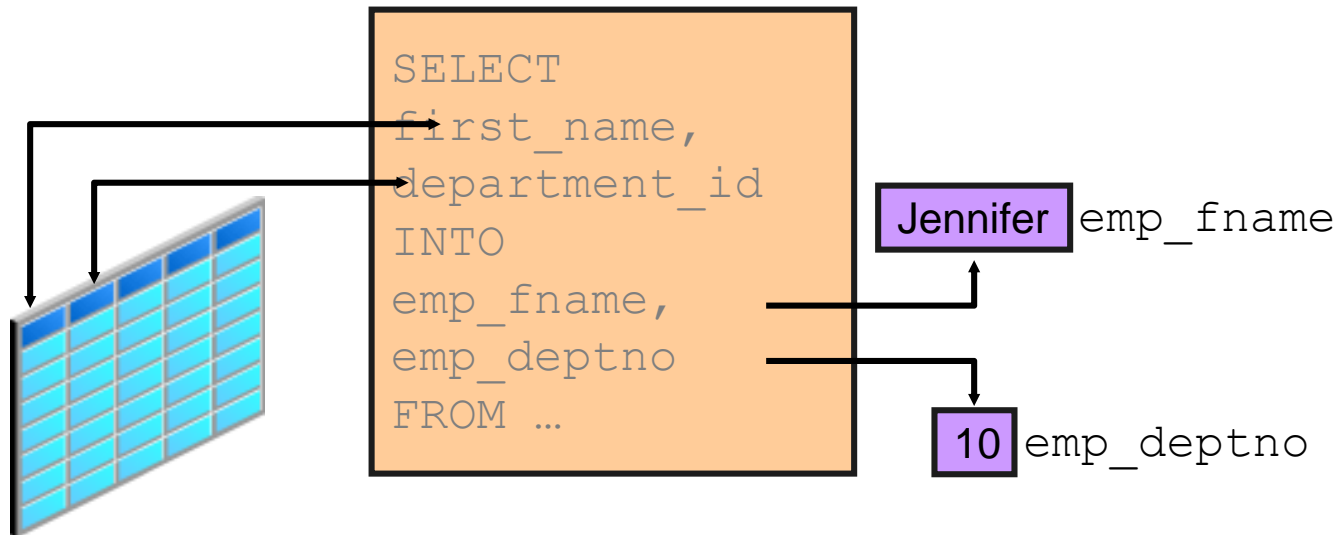 SELECT
first_name,
department_id
INTO
emp_fname,
emp_deptno
FROM …
Jennifer emp_fname
10 emp_deptno